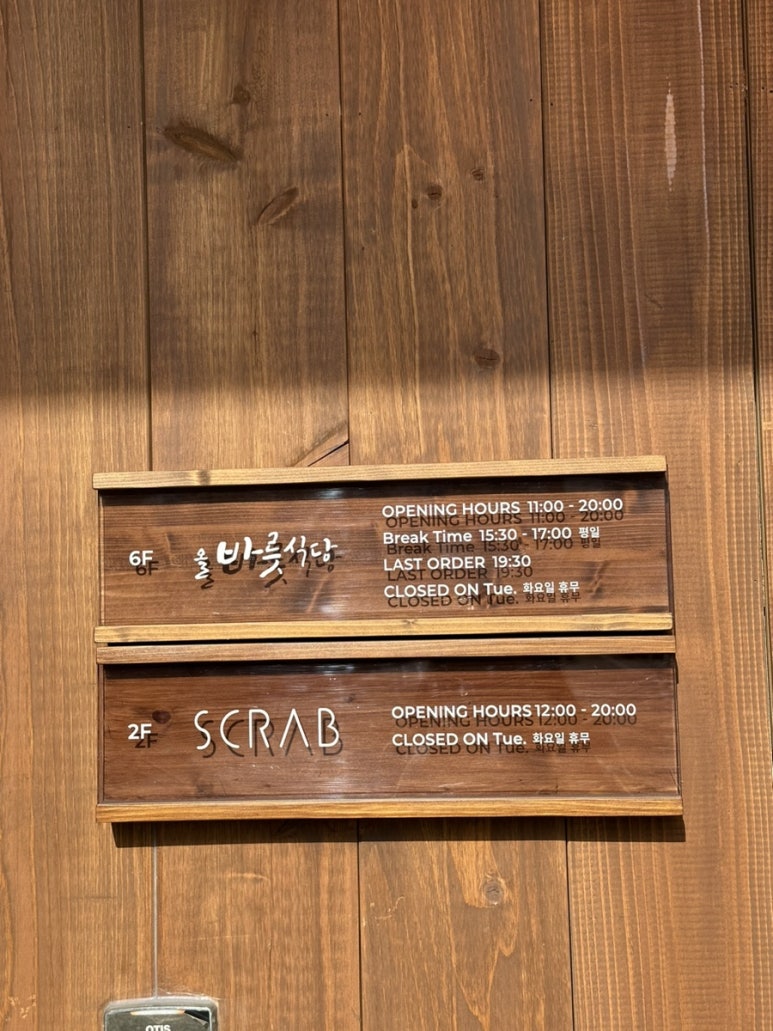 6F
올바릇식당
OPENING HOURS 11:00 - 20:00
Break Time 15:30 - 17:00 평일
LAST ORDER 19:30
CLOSED ON Tue. 화요일 휴무
2F
SCRAB
OPENING HOURS 12:00 - 20:00
CLOSED ON Tue. 화요일 휴무
OTIS